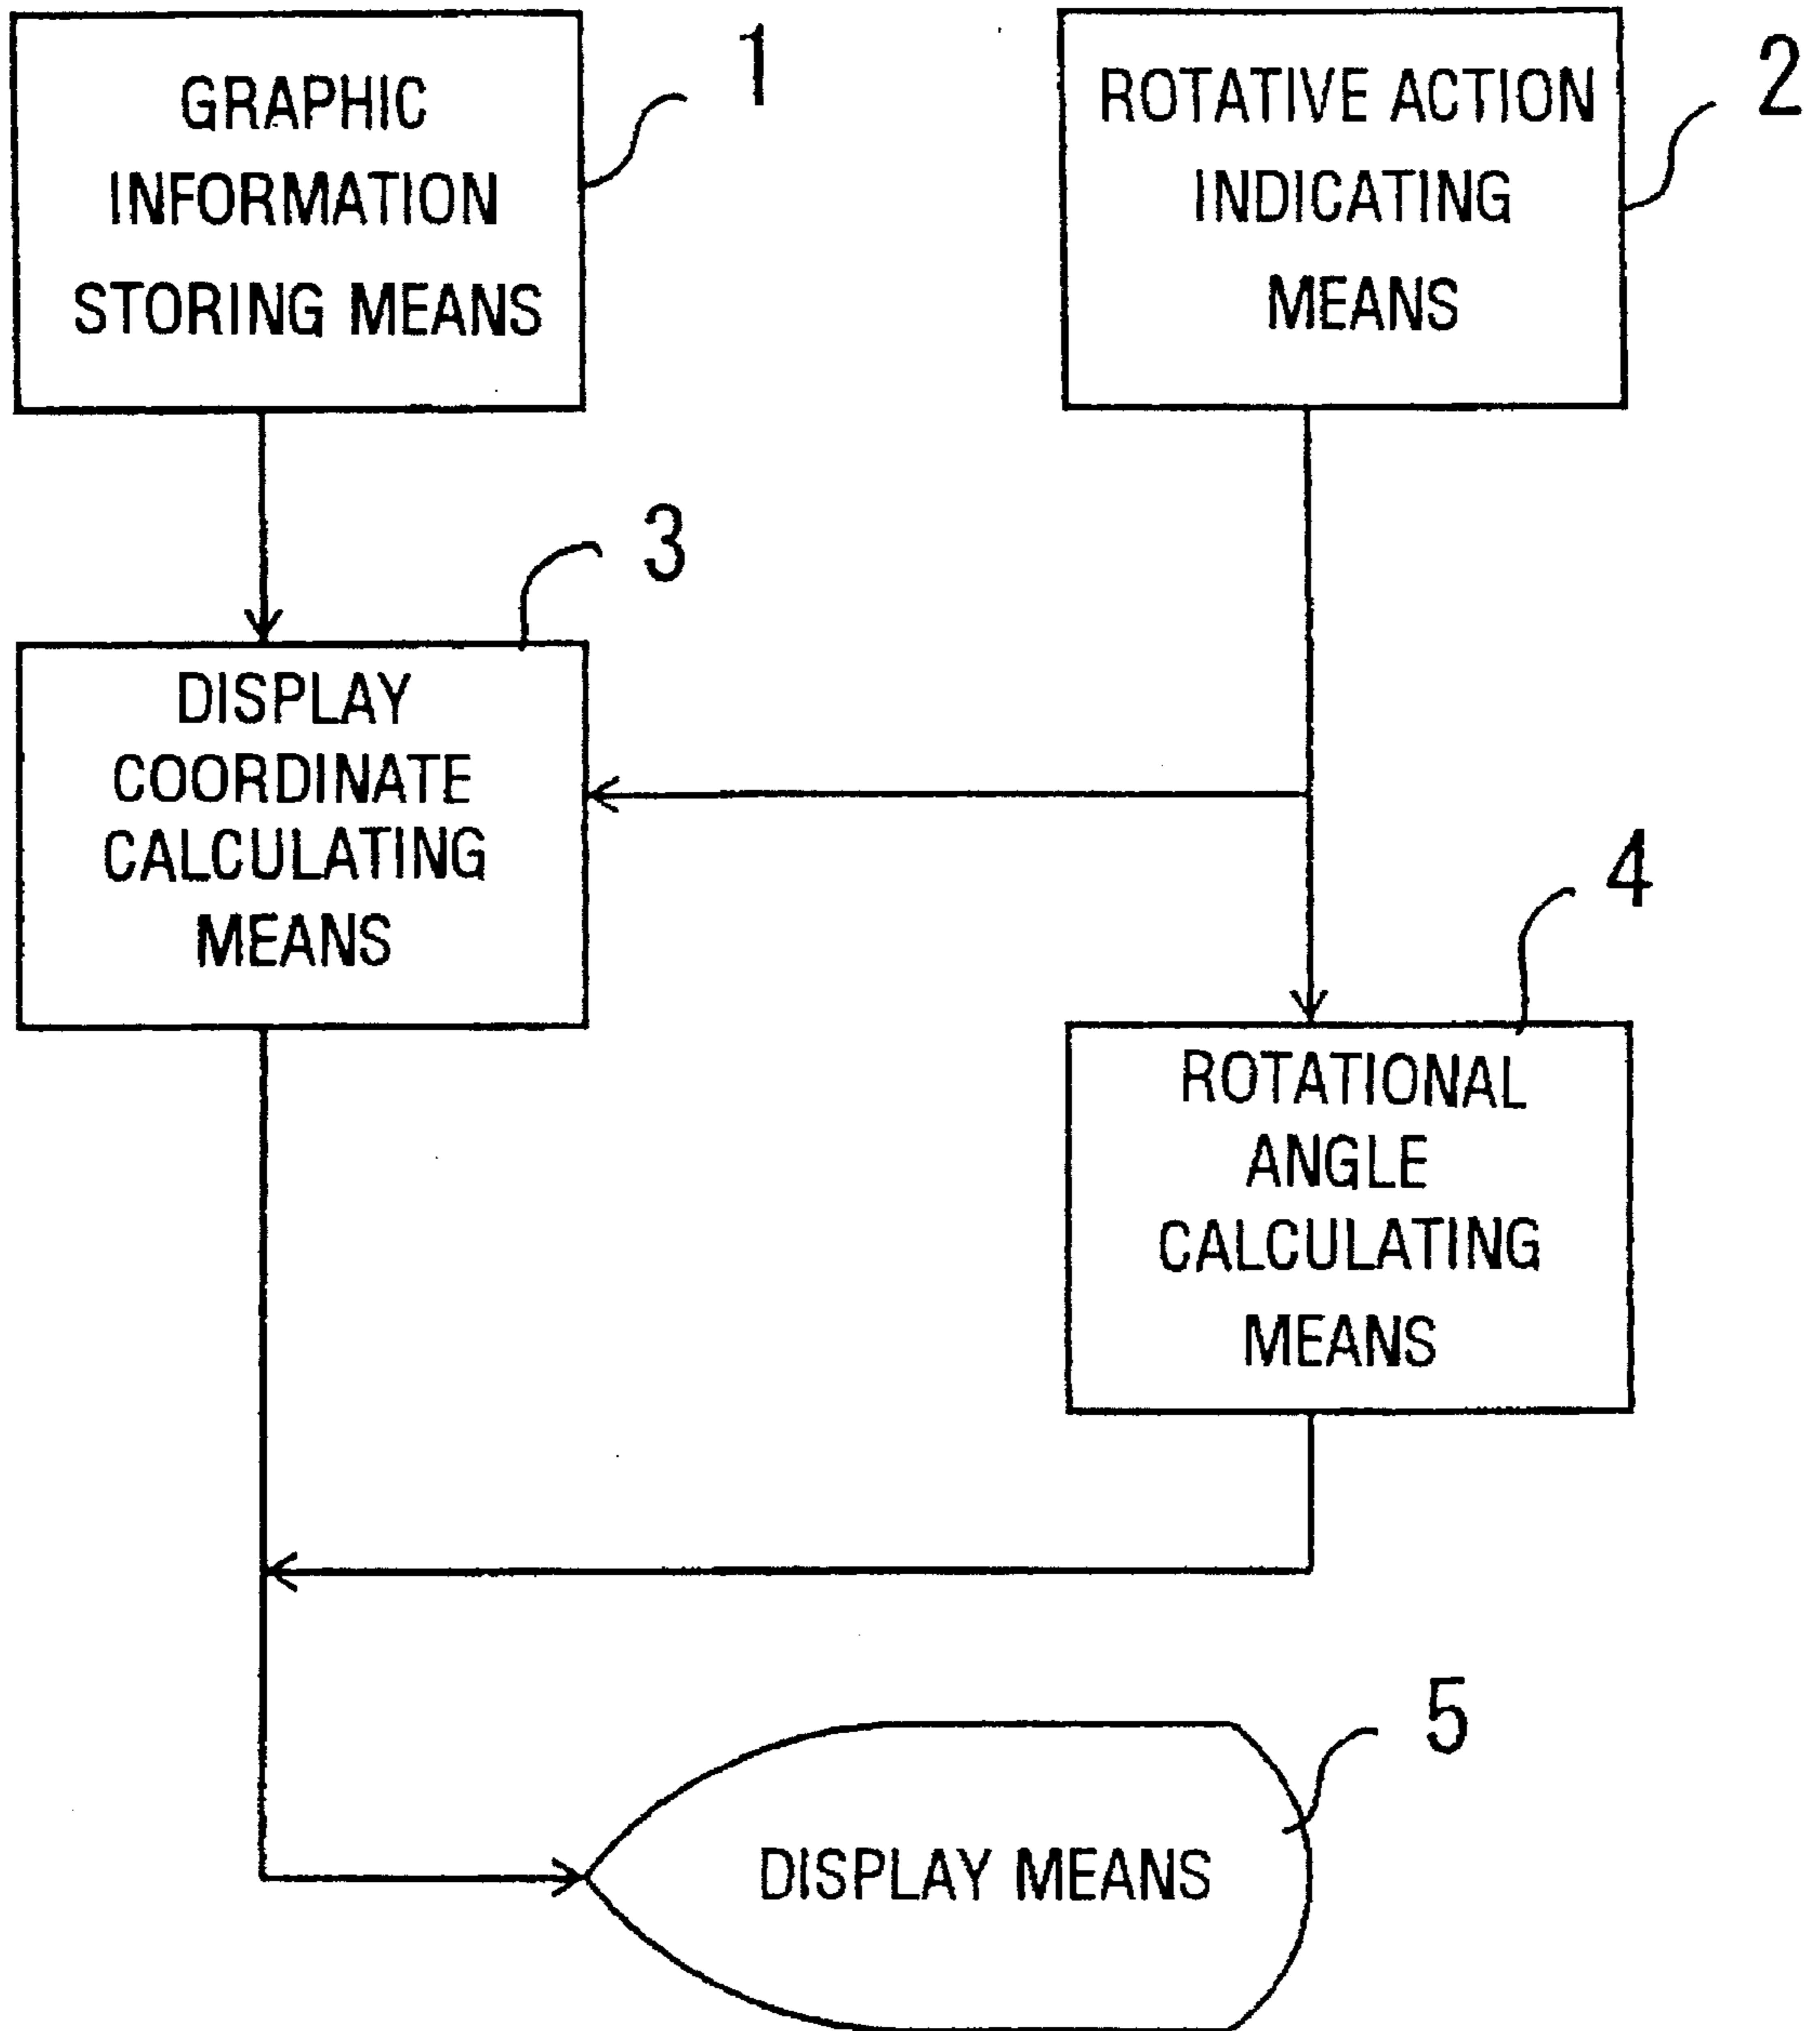 GRAPHIC
INFORMATION
STORING MEANS
1
ROTATIVE ACTION
INDICATING
MEANS
2
3
DISPLAY
COORDINATE
CALCULATING
MEANS
4
ROTATIONAL
ANGLE
CALCULATING
MEANS
5
DISPLAY MEANS